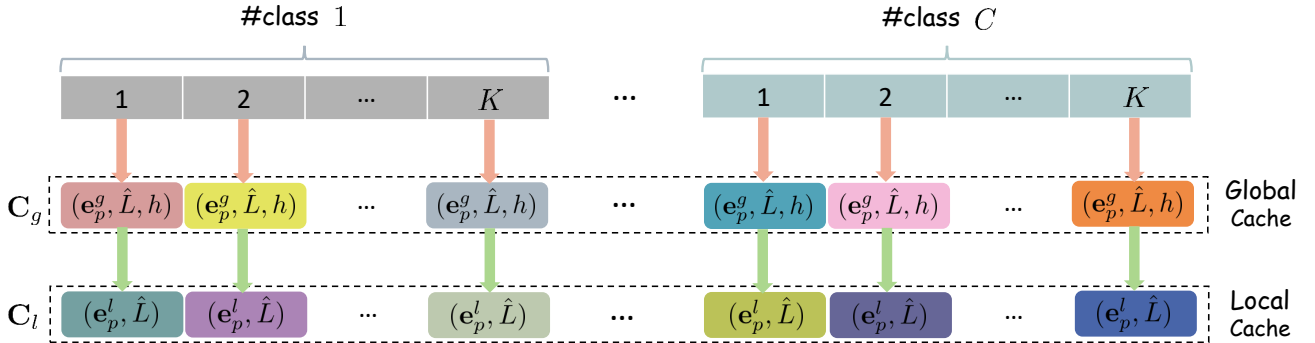 #class 1 #class C
1 2 ... K ... 1 2 ... K
C_g (e_p^g, L̂, h) (e_p^g, L̂, h) ... (e_p^g, L̂, h) ... (e_p^g, L̂, h) (e_p^g, L̂, h) ... (e_p^g, L̂, h) Global
Cache
C_l (e_p^l, L̂) (e_p^l, L̂) ... (e_p^l, L̂) ... (e_p^l, L̂) (e_p^l, L̂) ... (e_p^l, L̂) Local
Cache